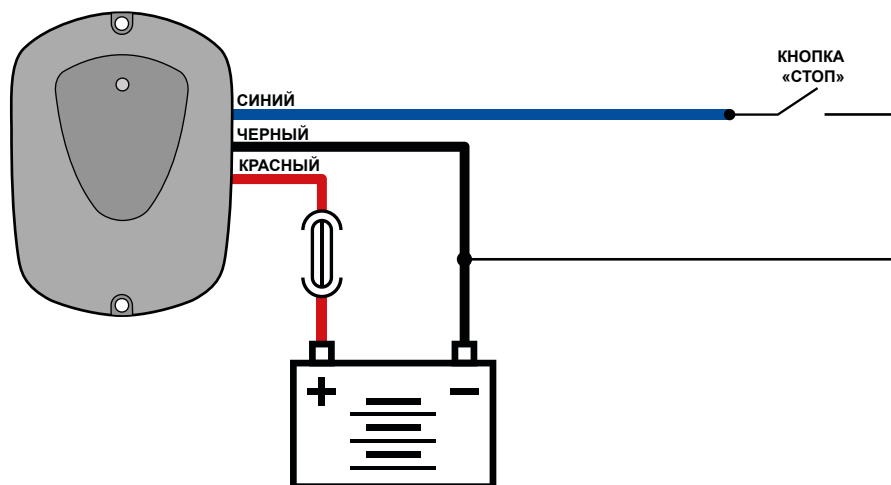 КНОПКА
«СТОП»
СИНИЙ
ЧЕРНЫЙ
КРАСНЫЙ
+ −